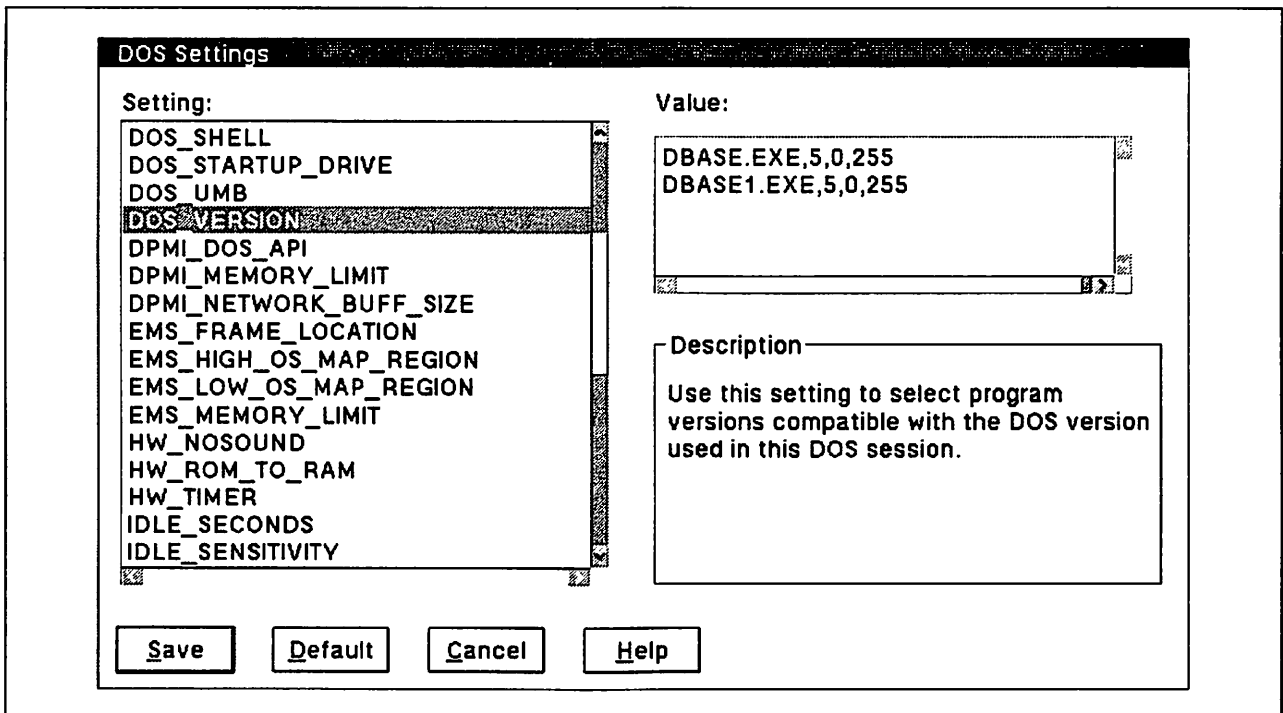 DOS Settings
Setting:
DOS_SHELL
DOS_STARTUP_DRIVE
DOS_UMB
DOS_VERSION
DPMI_DOS_API
DPMI_MEMORY_LIMIT
DPMI_NETWORK_BUFF_SIZE
EMS_FRAME_LOCATION
EMS_HIGH_OS_MAP_REGION
EMS_LOW_OS_MAP_REGION
EMS_MEMORY_LIMIT
HW_NOSOUND
HW_ROM_TO_RAM
HW_TIMER
IDLE_SECONDS
IDLE_SENSITIVITY
Value:
DBASE.EXE,5,0,255
DBASE1.EXE,5,0,255
Description
Use this setting to select program
versions compatible with the DOS version
used in this DOS session.
Save Default Cancel Help